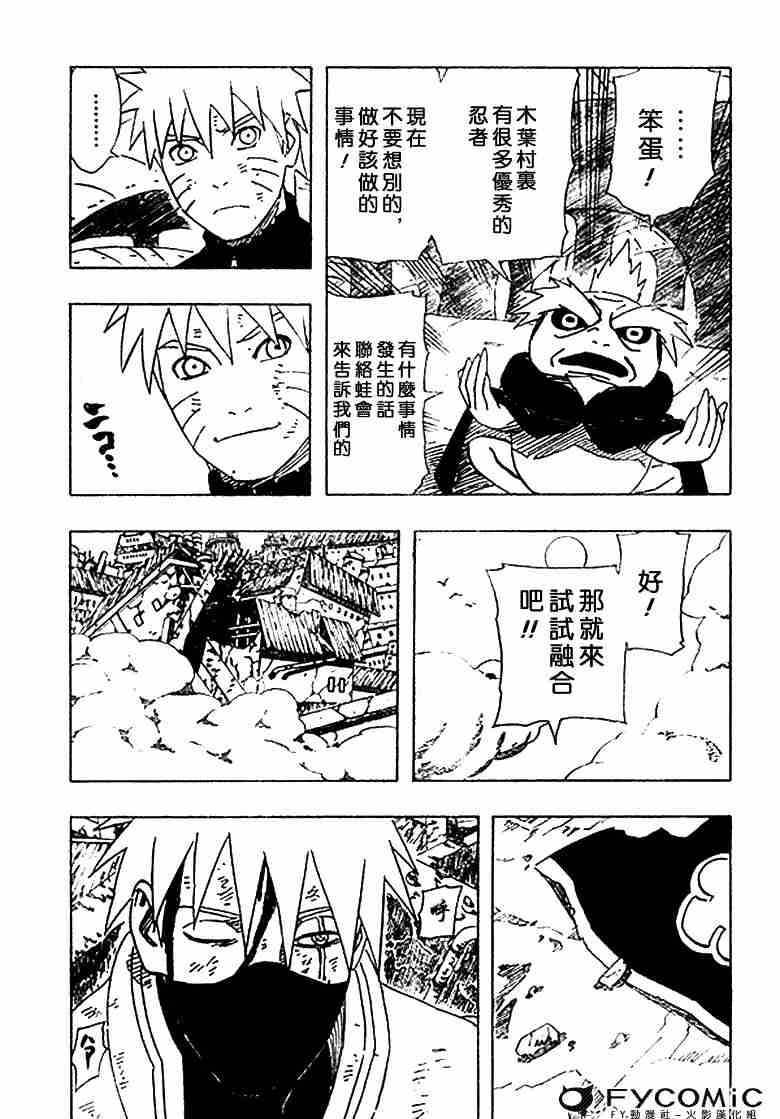 ……
笨蛋！
木葉村裏
有很多優秀的
忍者
現在
不要想別的，
做好該做的
事情！
有什麼事情
發生的話
聯絡蛙會
來告訴我們的
……
好！
那就來
試試融合
吧!!
呼
FYCOMiC
FY動漫社－火影漢化組